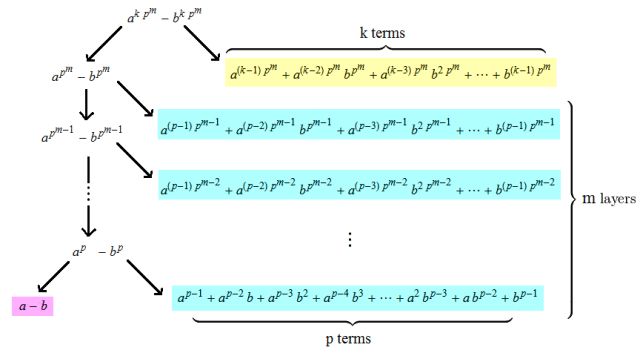 a^{k p^m} − b^{k p^m}
k terms
a^{p^m} − b^{p^m}
a^{(k−1) p^m} + a^{(k−2) p^m} b^{p^m} + a^{(k−3) p^m} b^{2 p^m} + ⋯ + b^{(k−1) p^m}
a^{p^{m−1}} − b^{p^{m−1}}
a^{(p−1) p^{m−1}} + a^{(p−2) p^{m−1}} b^{p^{m−1}} + a^{(p−3) p^{m−1}} b^{2 p^{m−1}} + ⋯ + b^{(p−1) p^{m−1}}
a^{(p−1) p^{m−2}} + a^{(p−2) p^{m−2}} b^{p^{m−2}} + a^{(p−3) p^{m−2}} b^{2 p^{m−2}} + ⋯ + b^{(p−1) p^{m−2}}
m layers
⋮
⋮
a^p − b^p
a − b
a^{p−1} + a^{p−2} b + a^{p−3} b^2 + a^{p−4} b^3 + ⋯ + a^2 b^{p−3} + a b^{p−2} + b^{p−1}
p terms